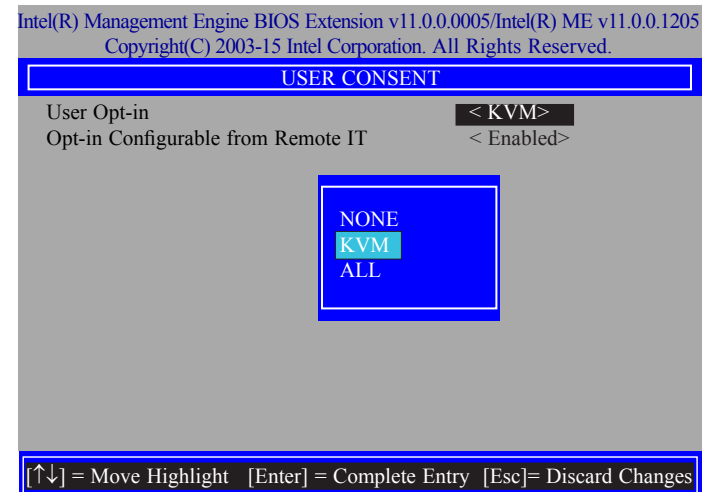 Intel(R) Management Engine BIOS Extension v11.0.0.0005/Intel(R) ME v11.0.0.1205
Copyright(C) 2003-15 Intel Corporation. All Rights Reserved.
USER CONSENT
User Opt-in < KVM>
Opt-in Configurable from Remote IT < Enabled>
NONE
KVM
ALL
[↑↓] = Move Highlight [Enter] = Complete Entry [Esc]= Discard Changes